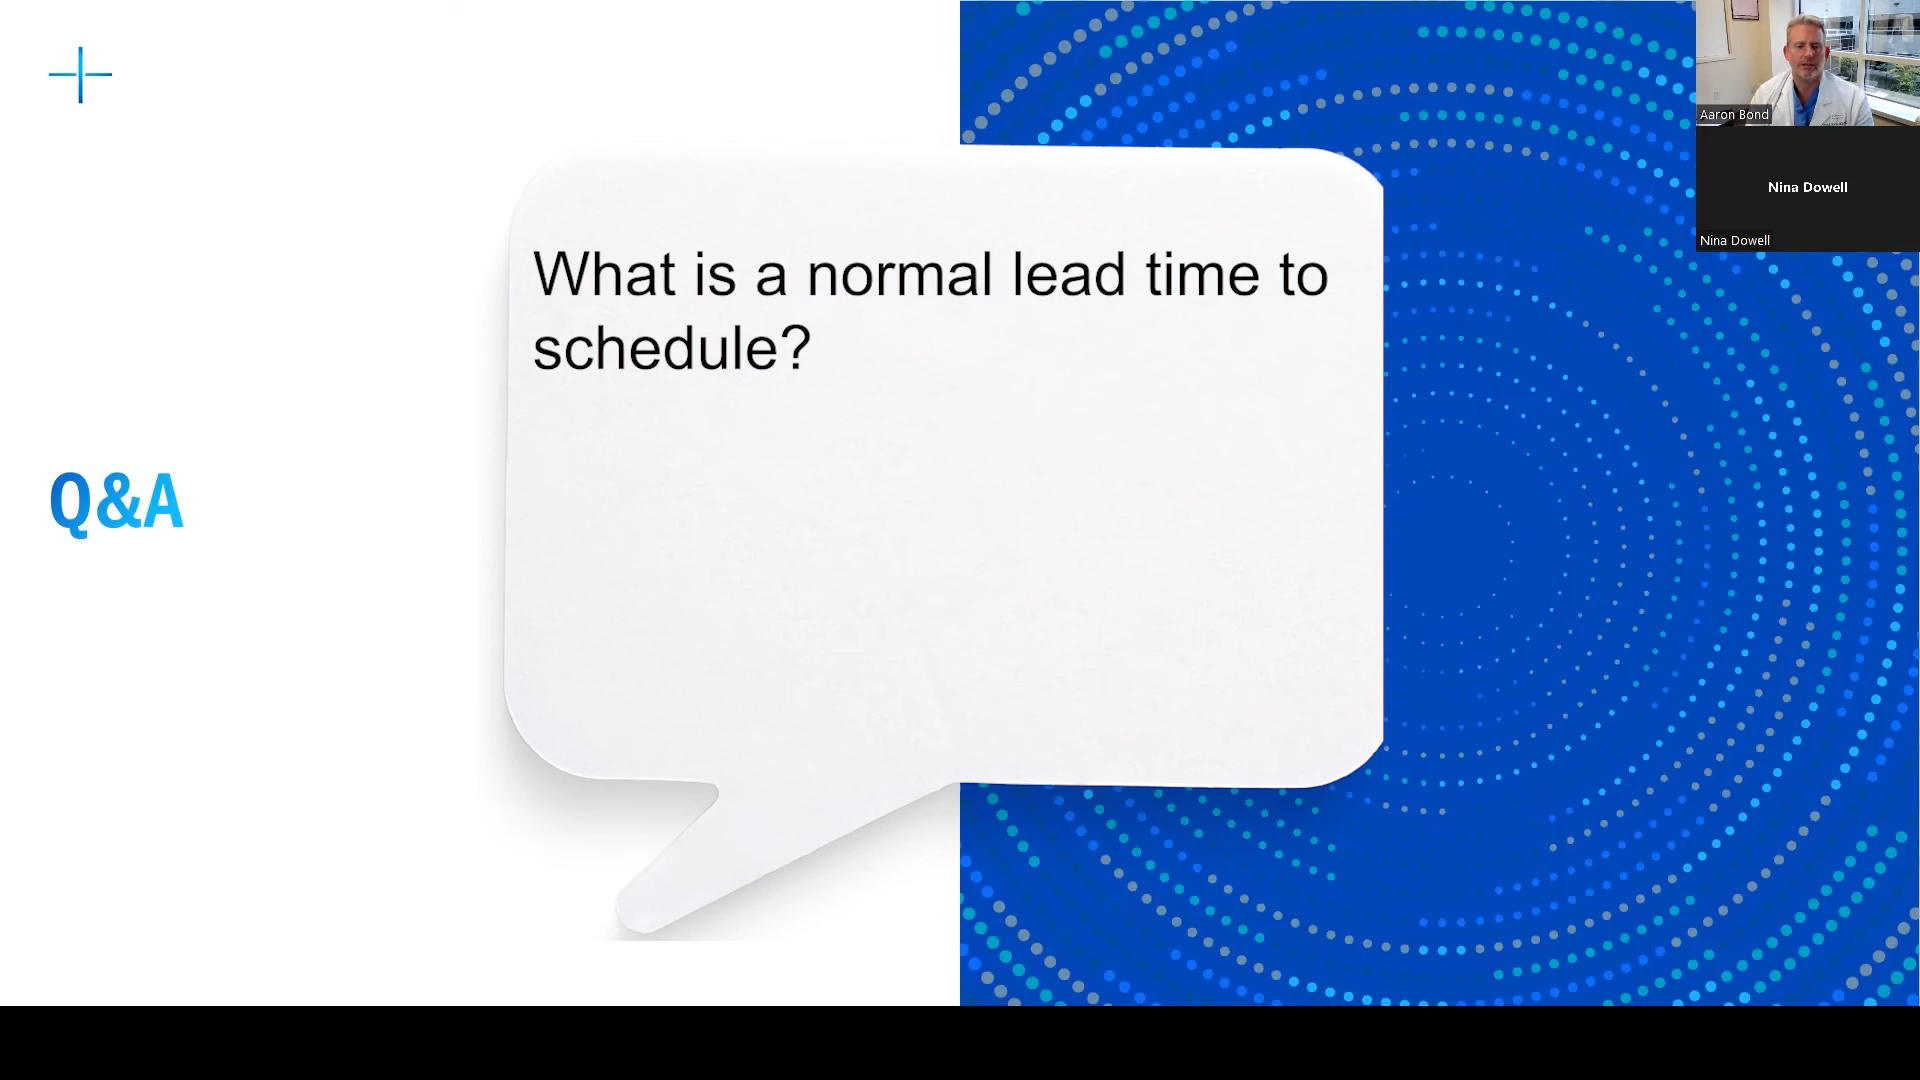 Aaron Bond
Nina Dowell
Nina Dowell
What is a normal lead time to
schedule?
Q&A